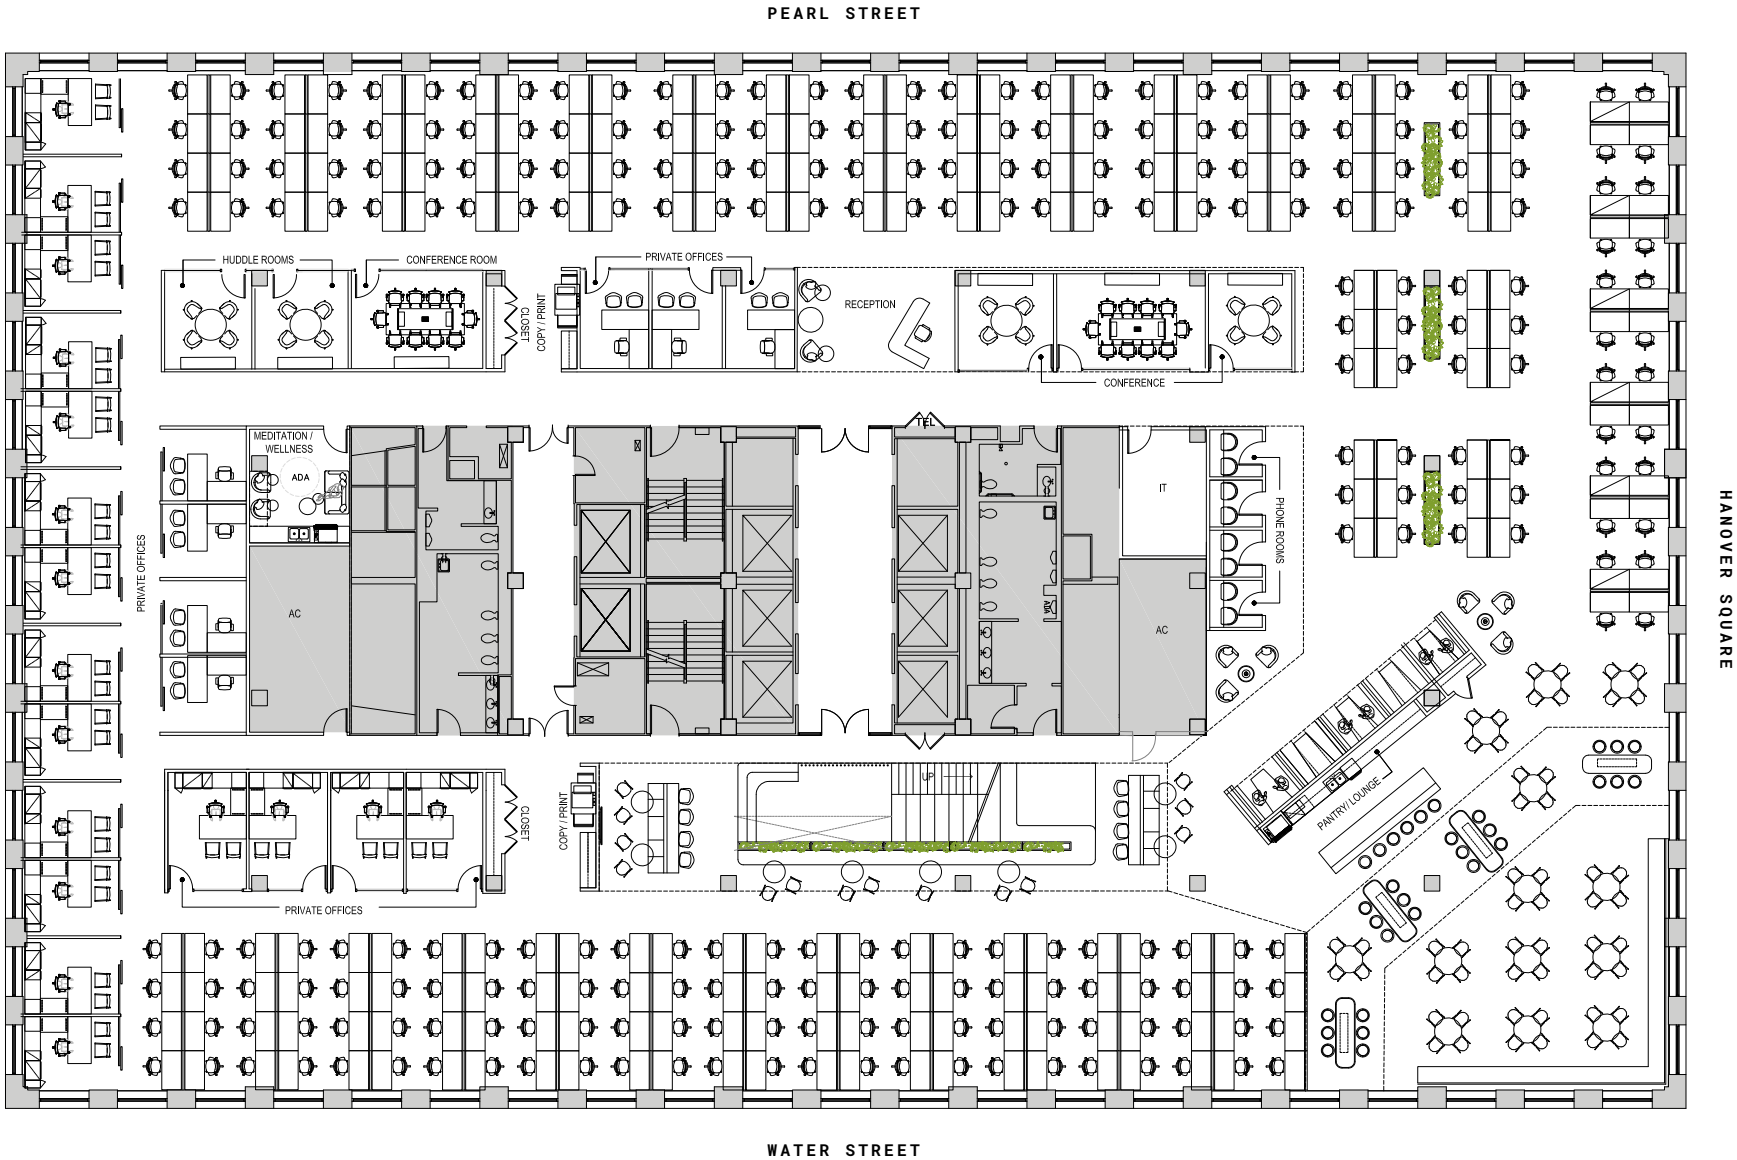 PEARL STREET
HUDDLE ROOMS
CONFERENCE ROOM
PRIVATE OFFICES
CLOSET
COPY / PRINT
RECEPTION
CONFERENCE
TEL
MEDITATION /
WELLNESS
ADA
IT
PHONE ROOMS
PRIVATE OFFICES
AC
ADA
AC
HANOVER SQUARE
UP
CLOSET
COPY / PRINT
PANTRY/ LOUNGE
PRIVATE OFFICES
WATER STREET